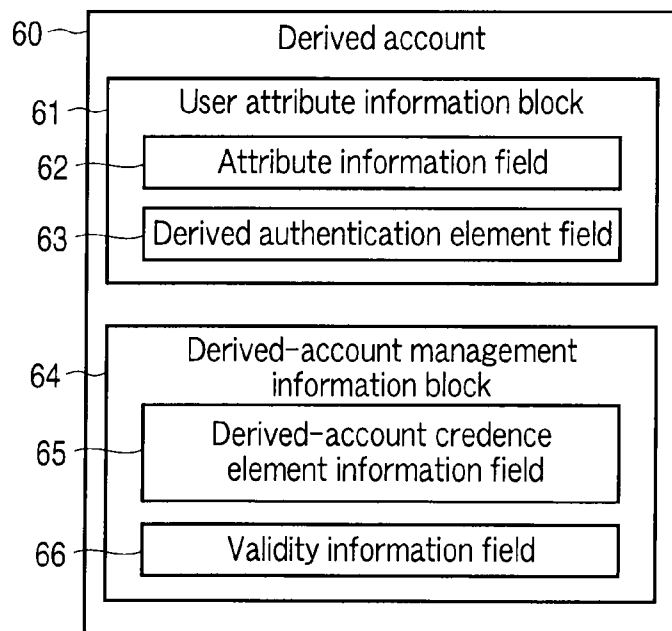 60
Derived account
61
User attribute information block
62
Attribute information field
63
Derived authentication element field
64
Derived-account management
information block
65
Derived-account credence
element information field
66
Validity information field